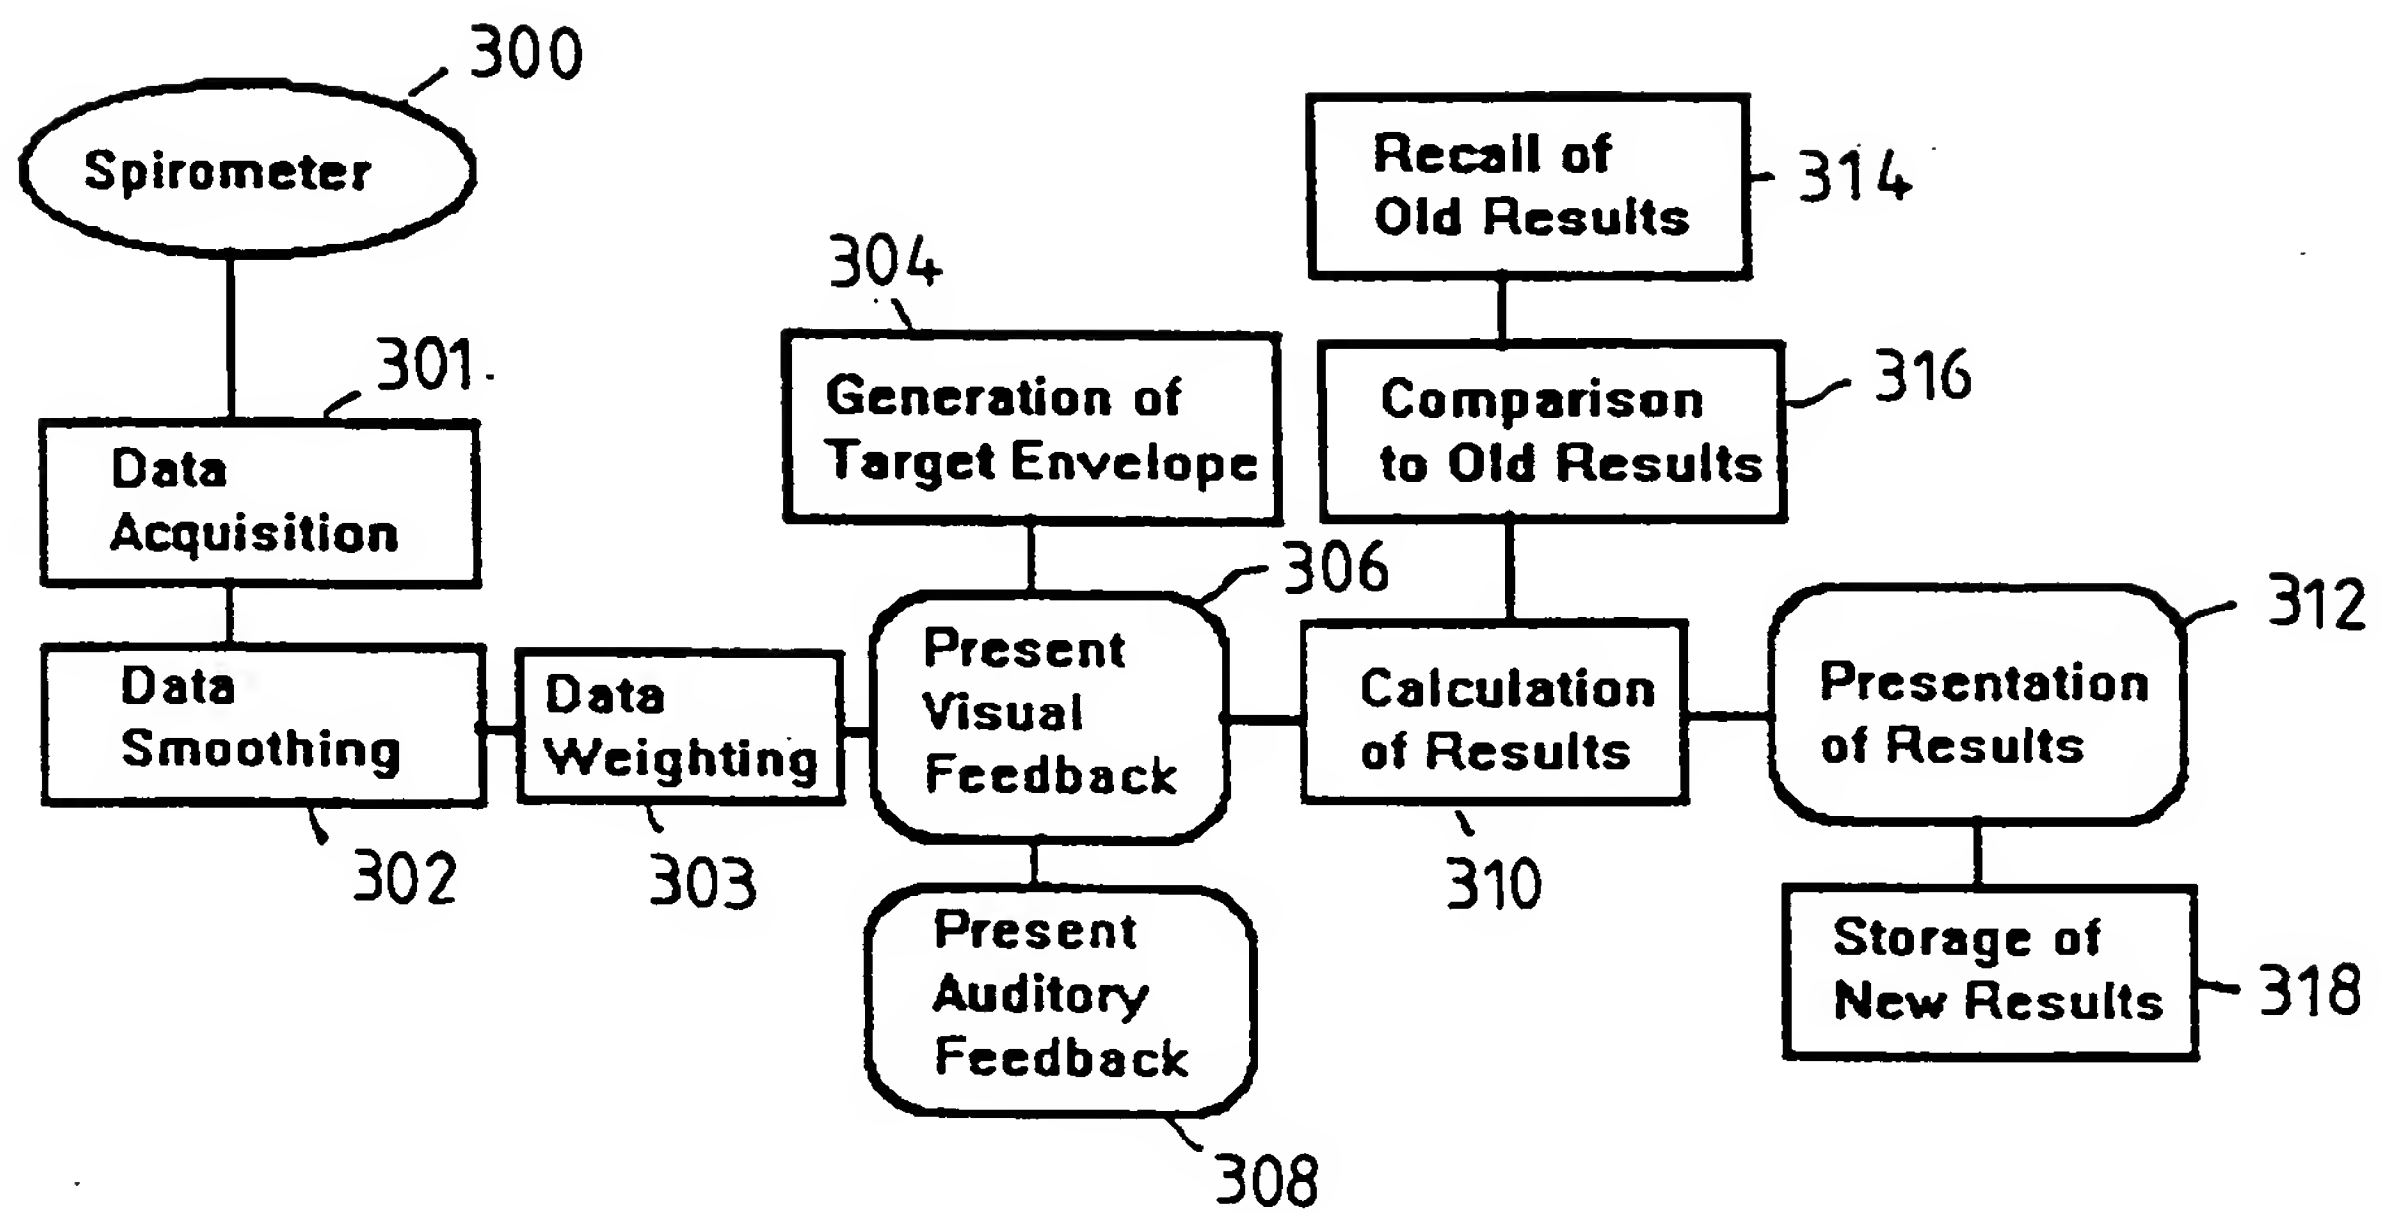 300
Spirometer
301
Data
Acquisition
Data
Smoothing
302
Data
Weighting
303
304
Generation of
Target Envelope
306
Present
Visual
Feedback
Present
Auditory
Feedback
308
Recall of
Old Results
314
Comparison
to Old Results
316
Calculation
of Results
310
312
Presentation
of Results
Storage of
New Results
318